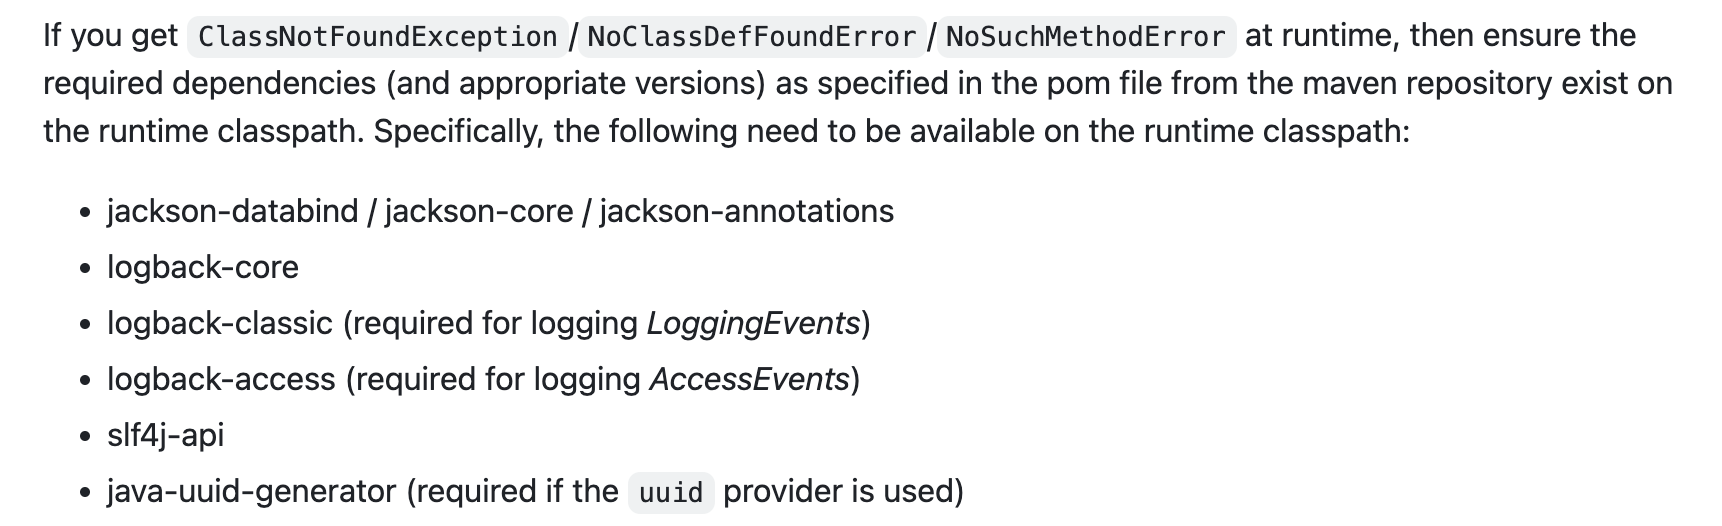 If you get ClassNotFoundException/NoClassDefFoundError/NoSuchMethodError at runtime, then ensure the
required dependencies (and appropriate versions) as specified in the pom file from the maven repository exist on
the runtime classpath. Specifically, the following need to be available on the runtime classpath:
• jackson-databind / jackson-core / jackson-annotations
• logback-core
• logback-classic (required for logging LoggingEvents)
• logback-access (required for logging AccessEvents)
• slf4j-api
• java-uuid-generator (required if the uuid provider is used)